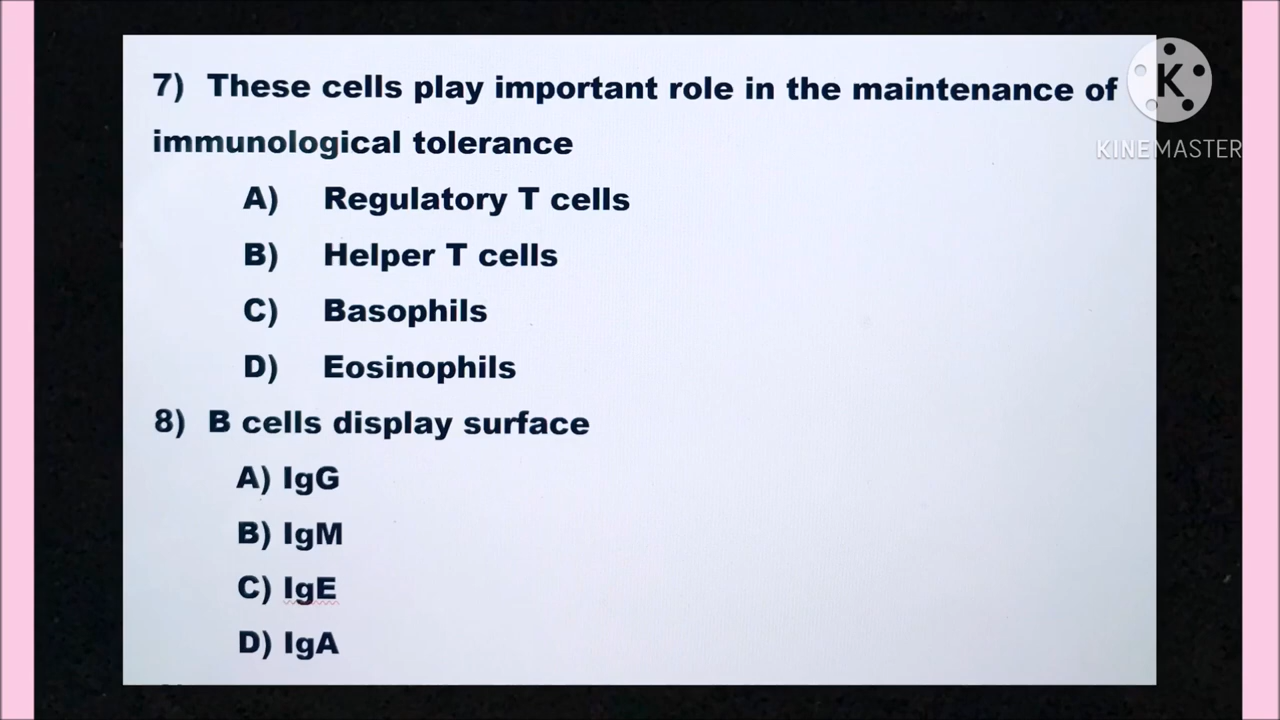 7) These cells play important role in the maintenance of
immunological tolerance
A) Regulatory T cells
B) Helper T cells
C) Basophils
D) Eosinophils
8) B cells display surface
A) IgG
B) IgM
C) IgE
D) IgA
K
KINEMASTER